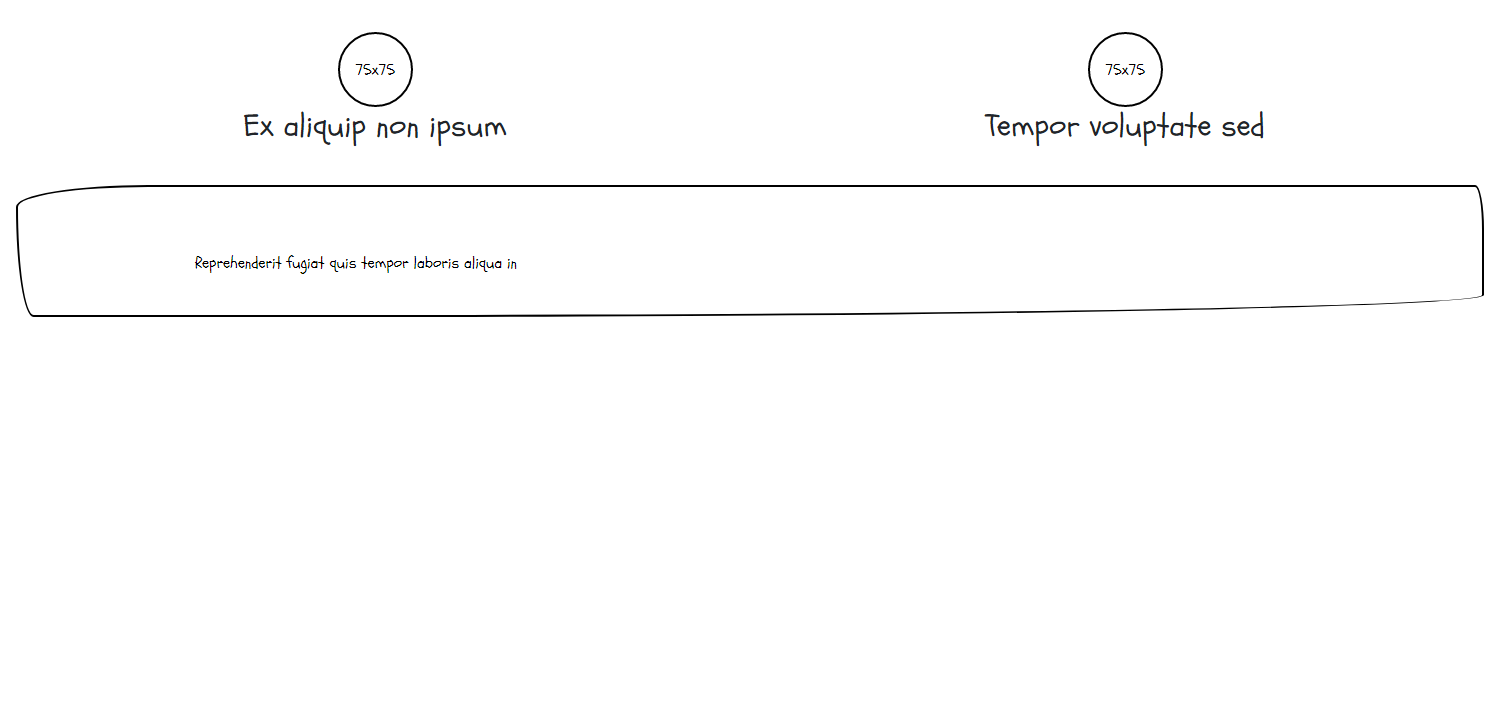 75x75
75x75
Ex aliquip non ipsum
Tempor voluptate sed
Reprehenderit fugiat quis tempor laboris aliqua in